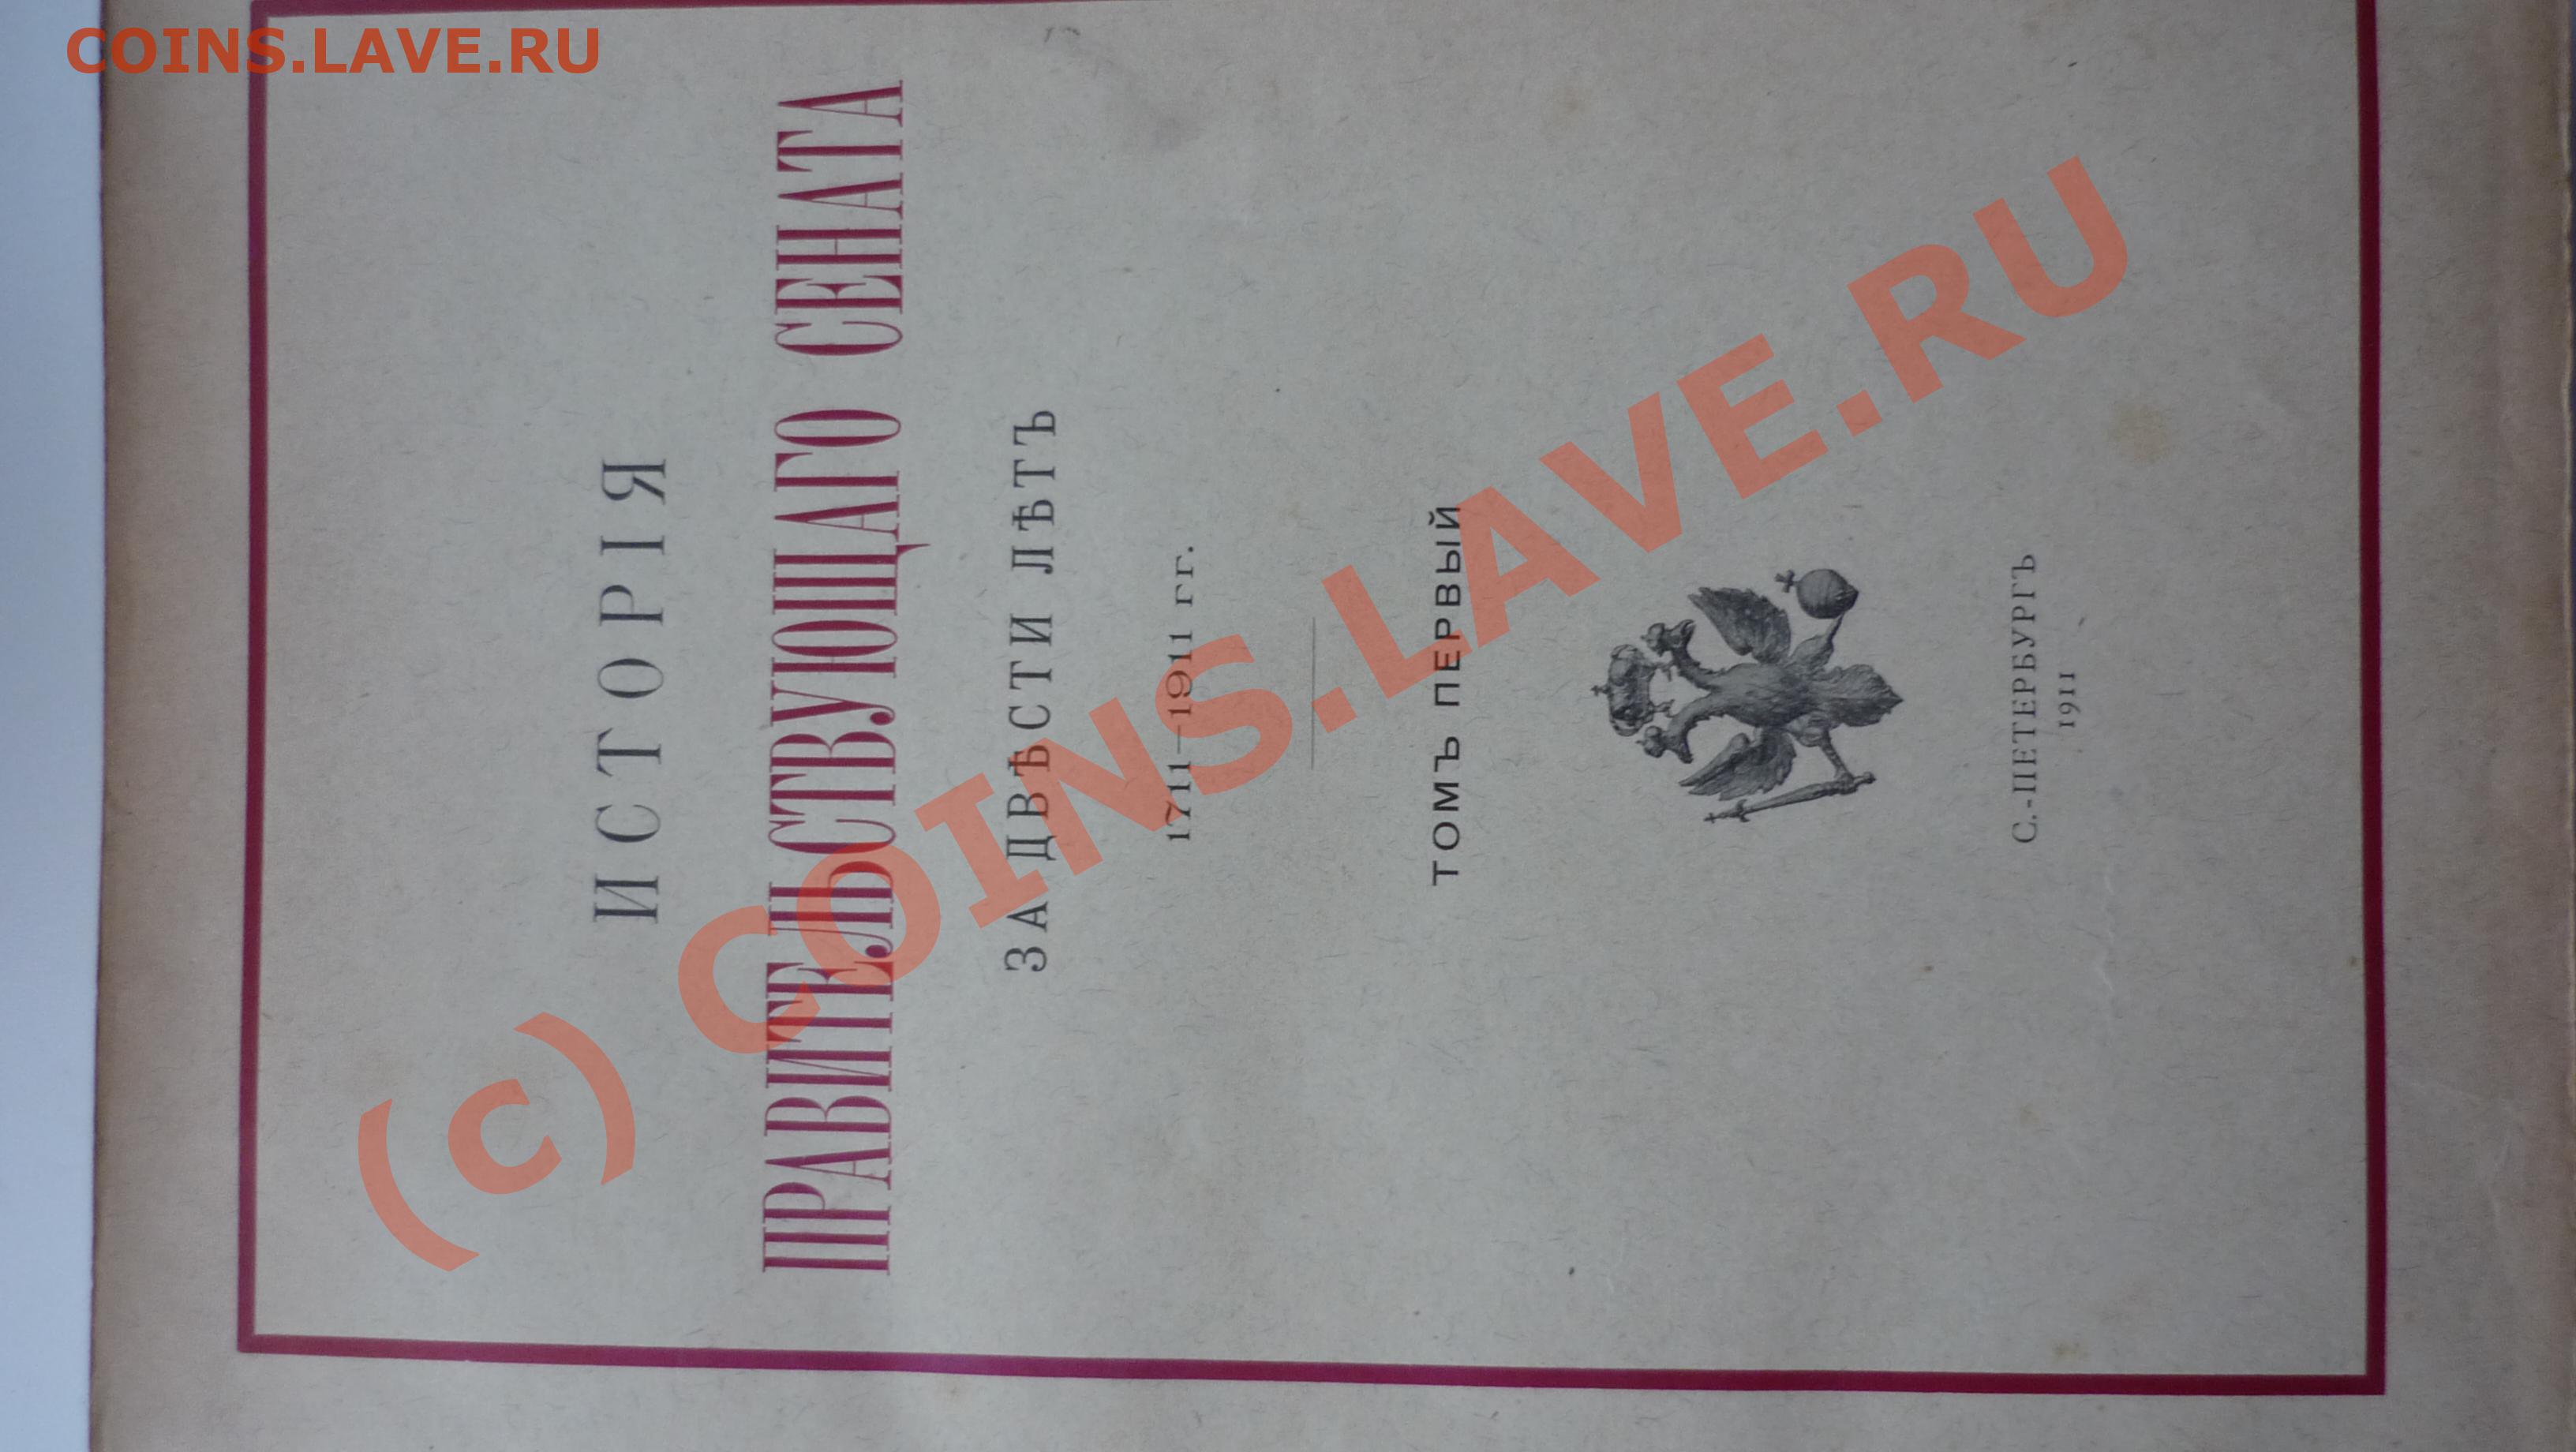 COINS.LAVE.RU
ИСТОРІЯ
ПРАВИТЕЛЬСТВУЮЩАГО СЕНАТА
ЗА ДВѢСТИ ЛѢТЪ
1711—1911 гг.
ТОМЪ ПЕРВЫЙ
С.-ПЕТЕРБУРГЪ
1911
(c) COINS.LAVE.RU